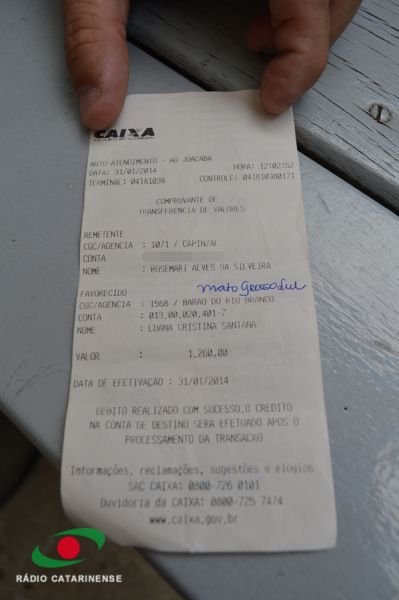 CAIXA
AUTO-ATENDIMENTO - AG JOACABA
DATA: 31/01/2014 HORA: 12:02:52
TERMINAL: 04181038 CONTROLE: 041810380171
COMPROVANTE DE
TRANSFERENCIA DE VALORES
REMETENTE
CGC/AGENCIA : 1071 / CAPINZAL
CONTA :
NOME : ROSEMARI ALVES DA SILVEIRA
Mato Grosso Sul
FAVORECIDO
CGC/AGENCIA : 1568 / BARAO DO RIO BRANCO
CONTA : 013.00.020.401-7
NOME : LUANA CRISTINA SANTANA
VALOR : 1.260,00
DATA DE EFETIVAÇÃO : 31/01/2014
DEBITO REALIZADO COM SUCESSO,O CREDITO
NA CONTA DE DESTINO SERA EFETUADO APOS O
PROCESSAMENTO DA TRANSACAO
Informações, reclamações, sugestões e elogios
SAC CAIXA: 0800-726 0101
Ouvidoria da CAIXA: 0800-725 7474
www.caixa.gov.br
RÁDIO CATARINENSE